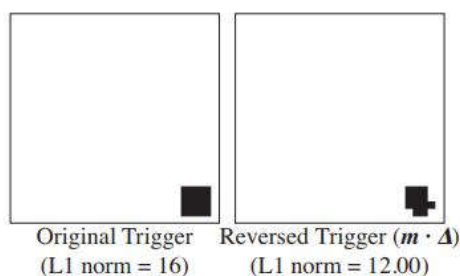 Original Trigger
(L1 norm = 16)
Reversed Trigger (m · Δ)
(L1 norm = 12.00)